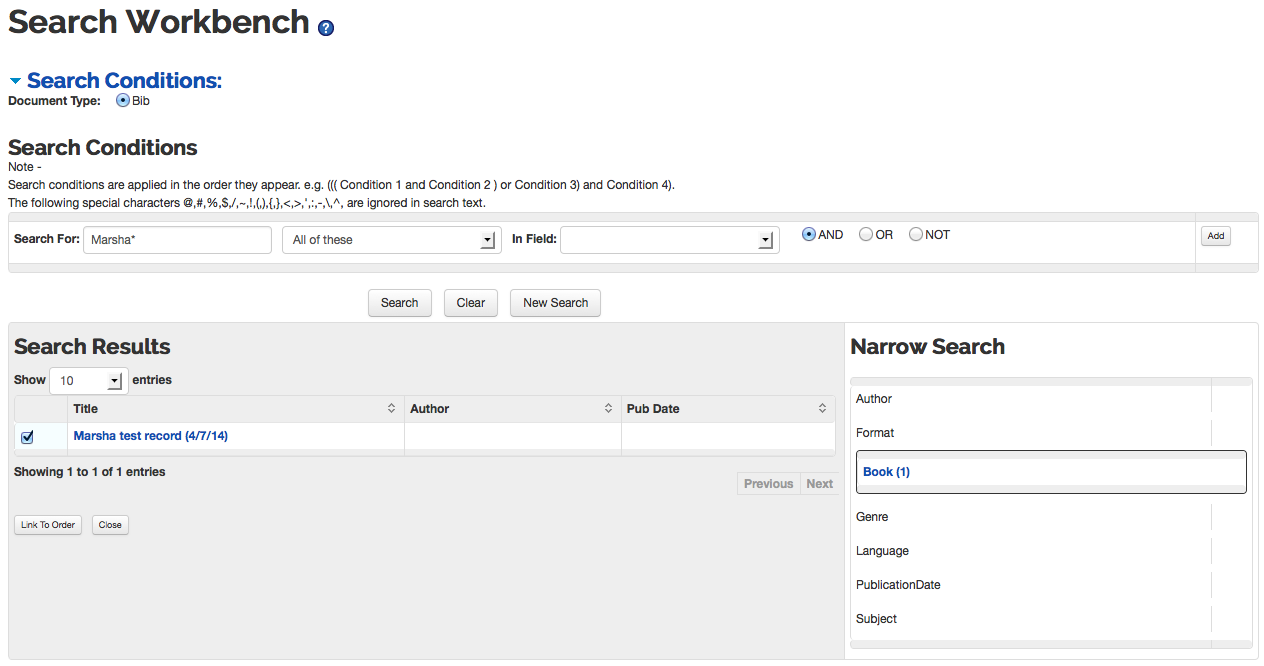 Search Workbench ?
Search Conditions:
Document Type: Bib
Search Conditions
Note -
Search conditions are applied in the order they appear. e.g. ((( Condition 1 and Condition 2 ) or Condition 3) and Condition 4).
The following special characters @,#,%,$,/,~,!,(,),{,},<,>,',:,-,\,^, are ignored in search text.
Search For: Marsha* All of these In Field: AND OR NOT Add
Search Clear New Search
Search Results
Show 10 entries
Title Author Pub Date
Marsha test record (4/7/14)
Showing 1 to 1 of 1 entries
Previous Next
Link To Order Close
Narrow Search
Author
Format
Book (1)
Genre
Language
PublicationDate
Subject